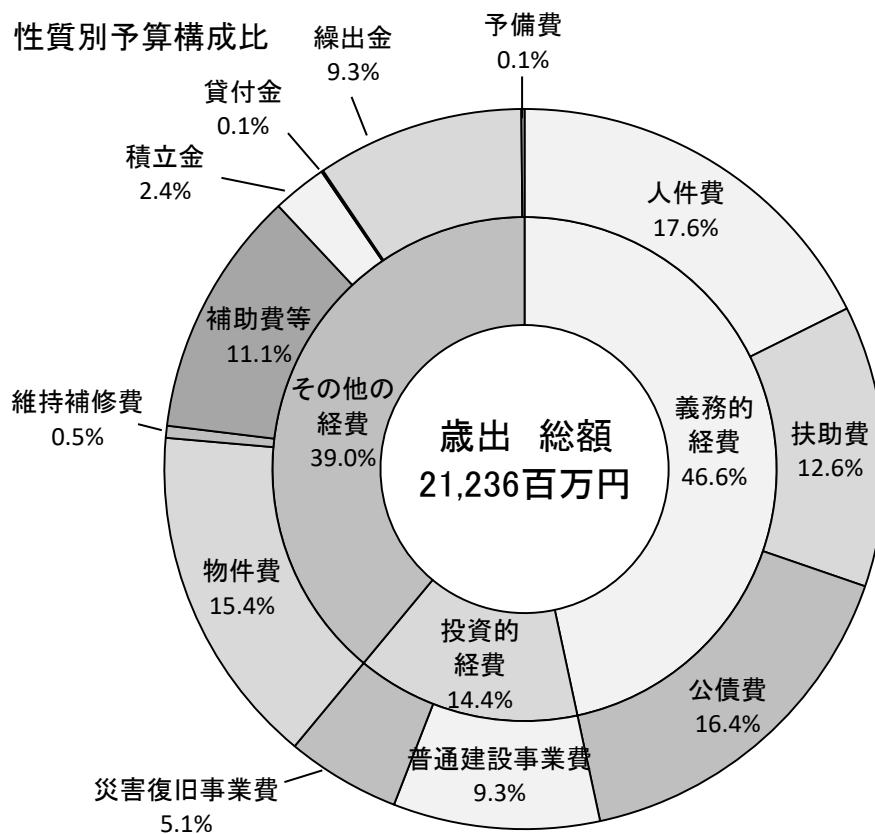 性質別予算構成比
繰出金
9.3%
予備費
0.1%
貸付金
0.1%
積立金
2.4%
人件費
17.6%
補助費等
11.1%
その他の
経費
39.0%
維持補修費
0.5%
歳出 総額
21,236百万円
義務的
経費
46.6%
扶助費
12.6%
物件費
15.4%
投資的
経費
14.4%
公債費
16.4%
普通建設事業費
9.3%
災害復旧事業費
5.1%